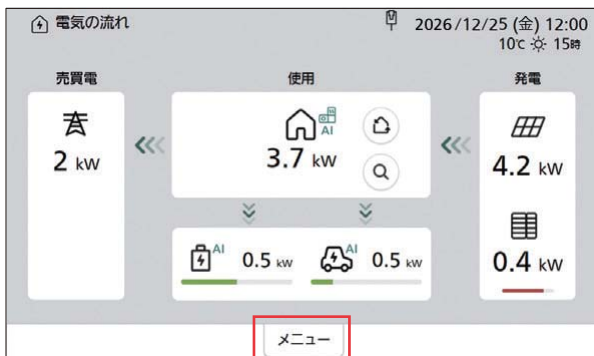 電気の流れ
2026/12/25 (金) 12:00
10℃ 15時
売買電 使用 発電
2 kW
AI
3.7 kW
4.2 kW
AI 0.5 kW
AI 0.5 kW
0.4 kW
メニュー